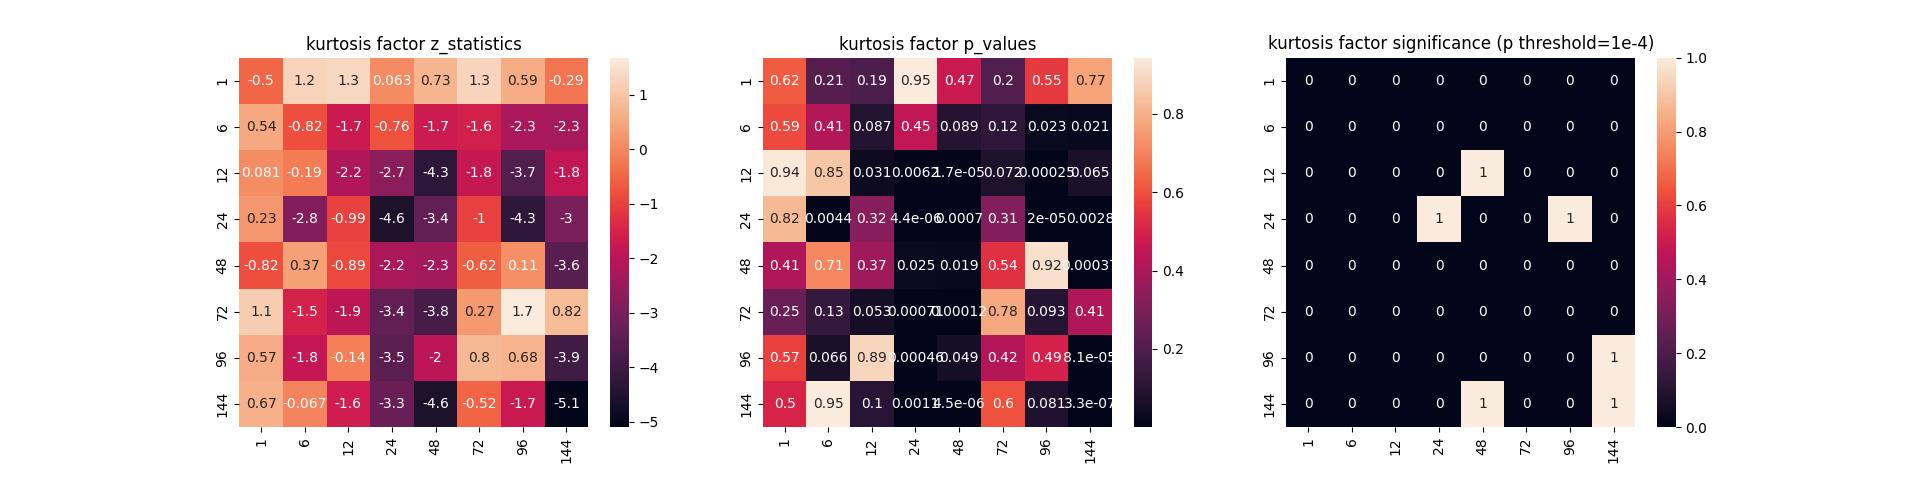 kurtosis factor z_statistics
1 -0.5 1.2 1.3 0.063 0.73 1.3 0.59 -0.29
6 0.54 -0.82 -1.7 -0.76 -1.7 -1.6 -2.3 -2.3
12 0.081 -0.19 -2.2 -2.7 -4.3 -1.8 -3.7 -1.8
24 0.23 -2.8 -0.99 -4.6 -3.4 -1 -4.3 -3
48 -0.82 0.37 -0.89 -2.2 -2.3 -0.62 0.11 -3.6
72 1.1 -1.5 -1.9 -3.4 -3.8 0.27 1.7 0.82
96 0.57 -1.8 -0.14 -3.5 -2 0.8 0.68 -3.9
144 0.67 -0.067 -1.6 -3.3 -4.6 -0.52 -1.7 -5.1
1 6 12 24 48 72 96 144
1
0
−1
−2
−3
−4
−5
kurtosis factor p_values
1 0.62 0.21 0.19 0.95 0.47 0.2 0.55 0.77
6 0.59 0.41 0.087 0.45 0.089 0.12 0.023 0.021
12 0.94 0.85 0.031 0.0062 1.7e-05 0.072 0.00025 0.065
24 0.82 0.0044 0.32 4.4e-06 0.0007 0.31 2e-05 0.0028
48 0.41 0.71 0.37 0.025 0.019 0.54 0.92 0.00037
72 0.25 0.13 0.053 0.00071 0.00012 0.78 0.093 0.41
96 0.57 0.066 0.89 0.00046 0.049 0.42 0.49 8.1e-05
144 0.5 0.95 0.1 0.0011 4.5e-06 0.6 0.081 3.3e-07
1 6 12 24 48 72 96 144
0.8
0.6
0.4
0.2
kurtosis factor significance (p threshold=1e-4)
1 0 0 0 0 0 0 0 0
6 0 0 0 0 0 0 0 0
12 0 0 0 0 1 0 0 0
24 0 0 0 1 0 0 1 0
48 0 0 0 0 0 0 0 0
72 0 0 0 0 0 0 0 0
96 0 0 0 0 0 0 0 1
144 0 0 0 0 1 0 0 1
1 6 12 24 48 72 96 144
1.0
0.8
0.6
0.4
0.2
0.0